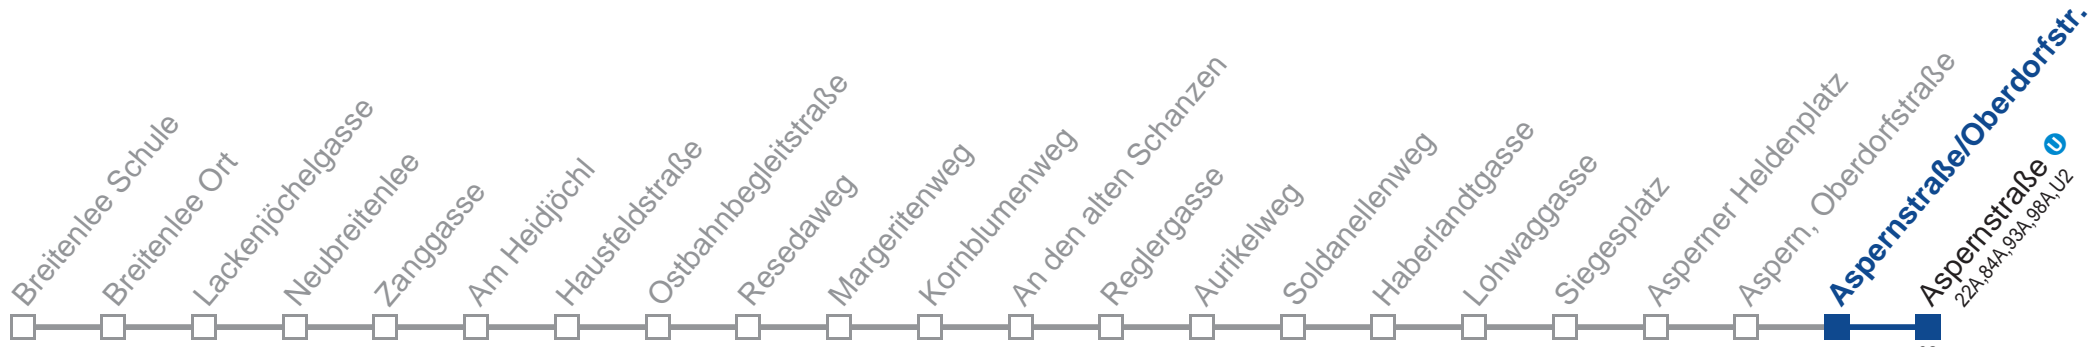 Breitenlee Schule
Breitenlee Ort
Lackenjöchelgasse
Neubreitenlee
Zanggasse
Am Heidjöchl
Hausfeldstraße
Ostbahnbegleitstraße
Resedaweg
Margeritenweg
Kornblumenweg
An den alten Schanzen
Reglergasse
Aurikelweg
Soldanellenweg
Haberlandtgasse
Lohwaggasse
Siegesplatz
Asperner Heldenplatz
Aspern, Oberdorfstraße
Aspernstraße/Oberdorfstr.
Aspernstraße U
22A,84A,93A,98A,U2